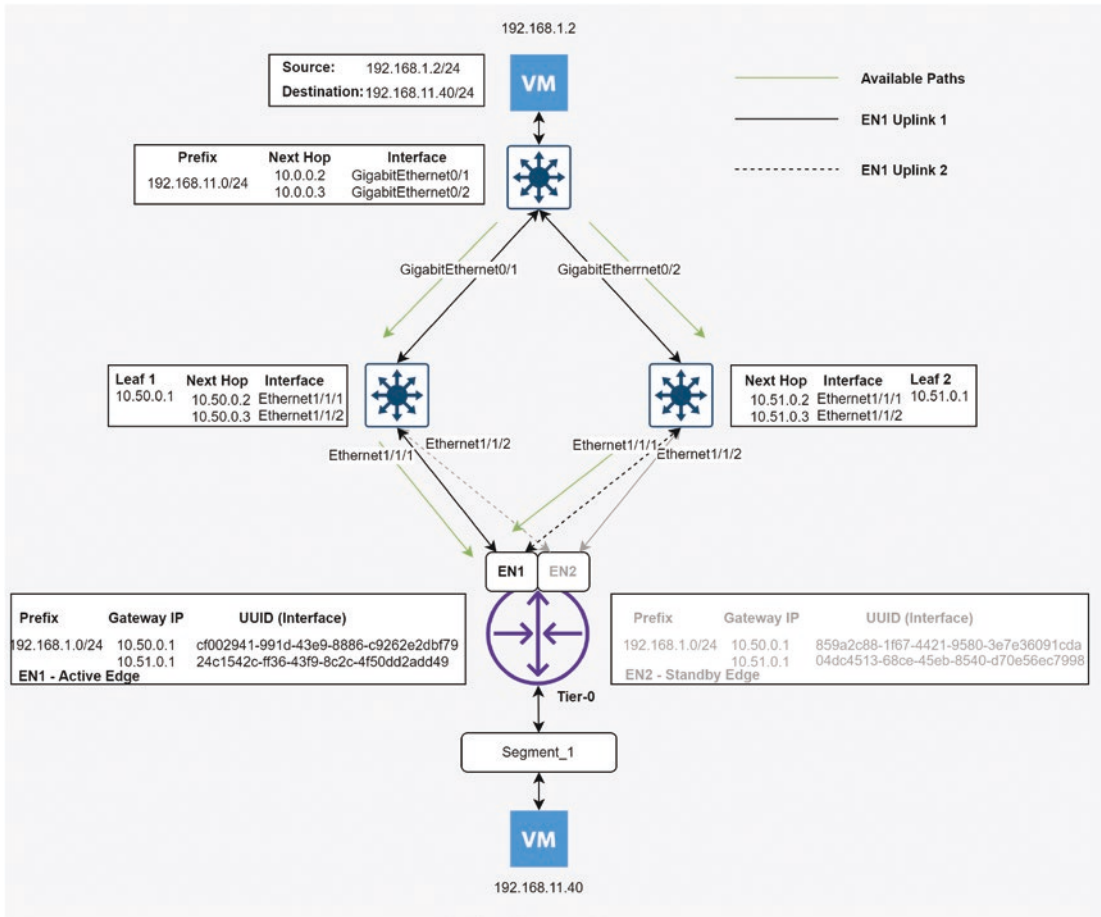 192.168.1.2
Source: 192.168.1.2/24
Destination: 192.168.11.40/24
VM
Available Paths
EN1 Uplink 1
EN1 Uplink 2
Prefix Next Hop Interface
192.168.11.0/24 10.0.0.2 GigabitEthernet0/1
10.0.0.3 GigabitEthernet0/2
GigabitEthernet0/1 GigabitEtherrnet0/2
Leaf 1 Next Hop Interface
10.50.0.1 10.50.0.2 Ethernet1/1/1
10.50.0.3 Ethernet1/1/2
Next Hop Interface Leaf 2
10.51.0.2 Ethernet1/1/1 10.51.0.1
10.51.0.3 Ethernet1/1/2
Ethernet1/1/2
Ethernet1/1/1
Ethernet1/1/1
Ethernet1/1/2
EN1 EN2
Prefix Gateway IP UUID (Interface)
192.168.1.0/24 10.50.0.1 cf002941-991d-43e9-8886-c9262e2dbf79
10.51.0.1 24c1542c-ff36-43f9-8c2c-4f50dd2add49
EN1 - Active Edge
Prefix Gateway IP UUID (Interface)
192.168.1.0/24 10.50.0.1 859a2c88-1f67-4421-9580-3e7e36091cda
10.51.0.1 04dc4513-68ce-45eb-8540-d70e56ec7998
EN2 - Standby Edge
Tier-0
Segment_1
VM
192.168.11.40